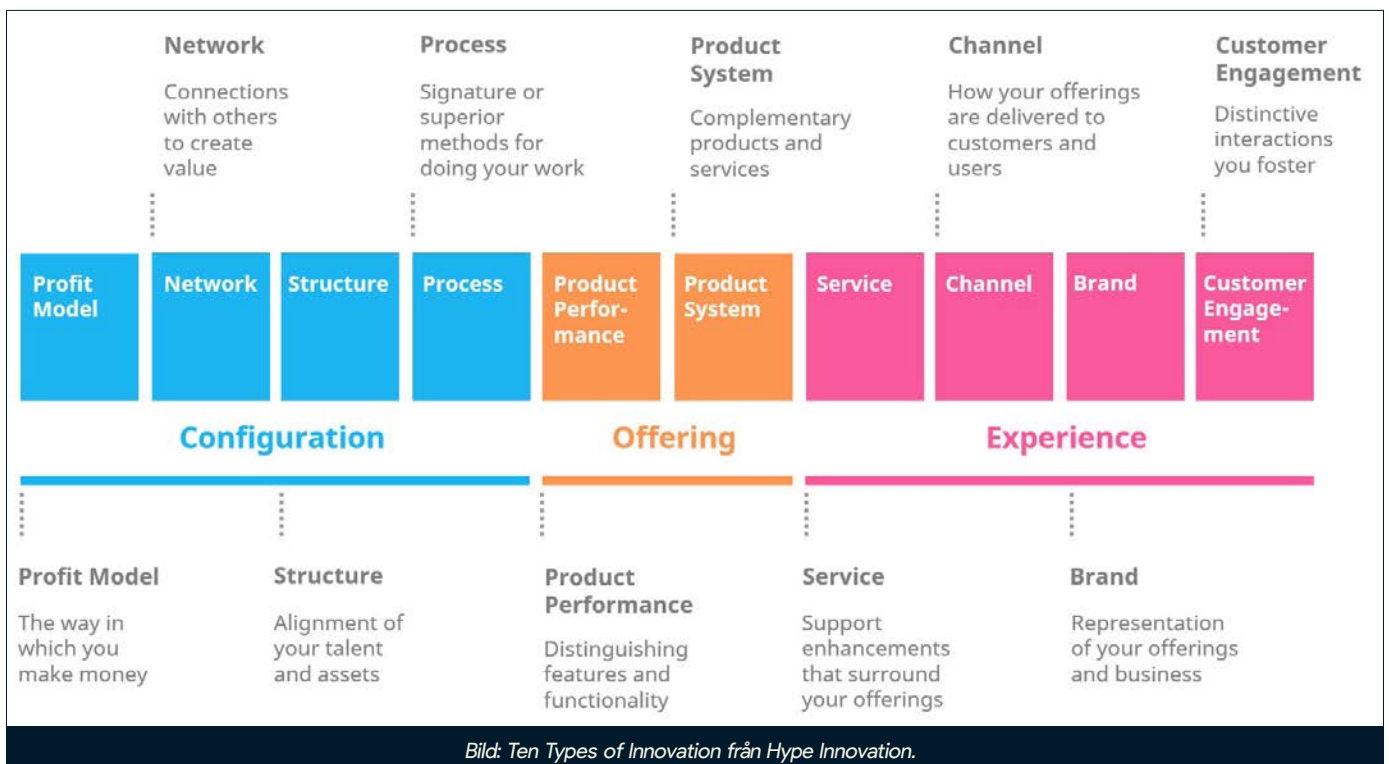 Network
Connections
with others
to create
value
Process
Signature or
superior
methods for
doing your work
Product
System
Complementary
products and
services
Channel
How your offerings
are delivered to
customers and
users
Customer
Engagement
Distinctive
interactions
you foster
Profit
Model
Network
Structure
Process
Product
Perfor-
mance
Product
System
Service
Channel
Brand
Customer
Engage-
ment
Configuration
Offering
Experience
Profit Model
The way in
which you
make money
Structure
Alignment of
your talent
and assets
Product
Performance
Distinguishing
features and
functionality
Service
Support
enhancements
that surround
your offerings
Brand
Representation
of your offerings
and business
Bild: Ten Types of Innovation från Hype Innovation.